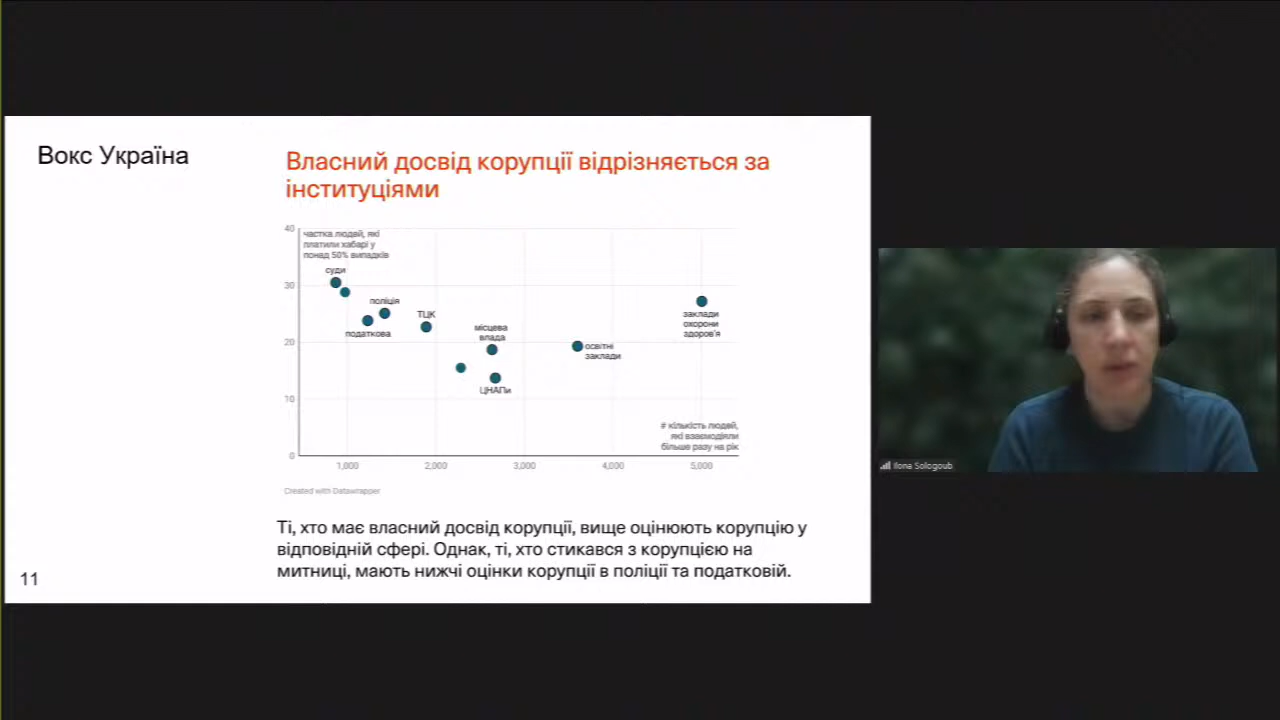 Вокс Україна
Власний досвід корупції відрізняється за
інституціями
40
частка людей, які
платили хабарі у
понад 50% випадків
суди
30
поліція
податкова
ТЦК
20
місцева
влада
ЦНАПи
освітні
заклади
заклади
охорони
здоров'я
10
# кількість людей,
які взаємодіяли
більше разу на рік
0
1,000
2,000
3,000
4,000
5,000
Created with Datawrapper
Ті, хто має власний досвід корупції, вище оцінюють корупцію у
відповідній сфері. Однак, ті, хто стикався з корупцією на
митниці, мають нижчі оцінки корупції в поліції та податковій.
11
Ilona Sologoub